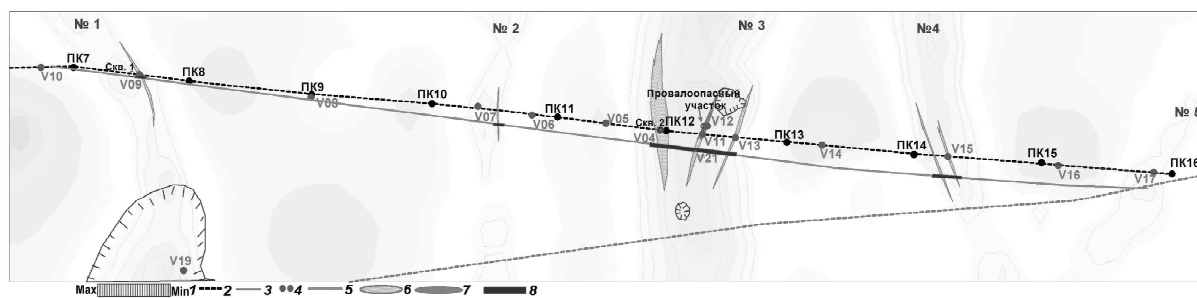 № 1
№ 2
№ 3
№4
№ 5
V10
ПК7
Скв. 1
V09
ПК8
ПК9
V08
ПК10
V07
V06
ПК11
V05
Скв. 2
ПК12
V04
Провалоопасный
участок
V12
V11
V21
V13
ПК13
V14
ПК14
V15
ПК15
V16
V17
ПК16
V19
Max Min 1 2 3 4 5 6 7 8